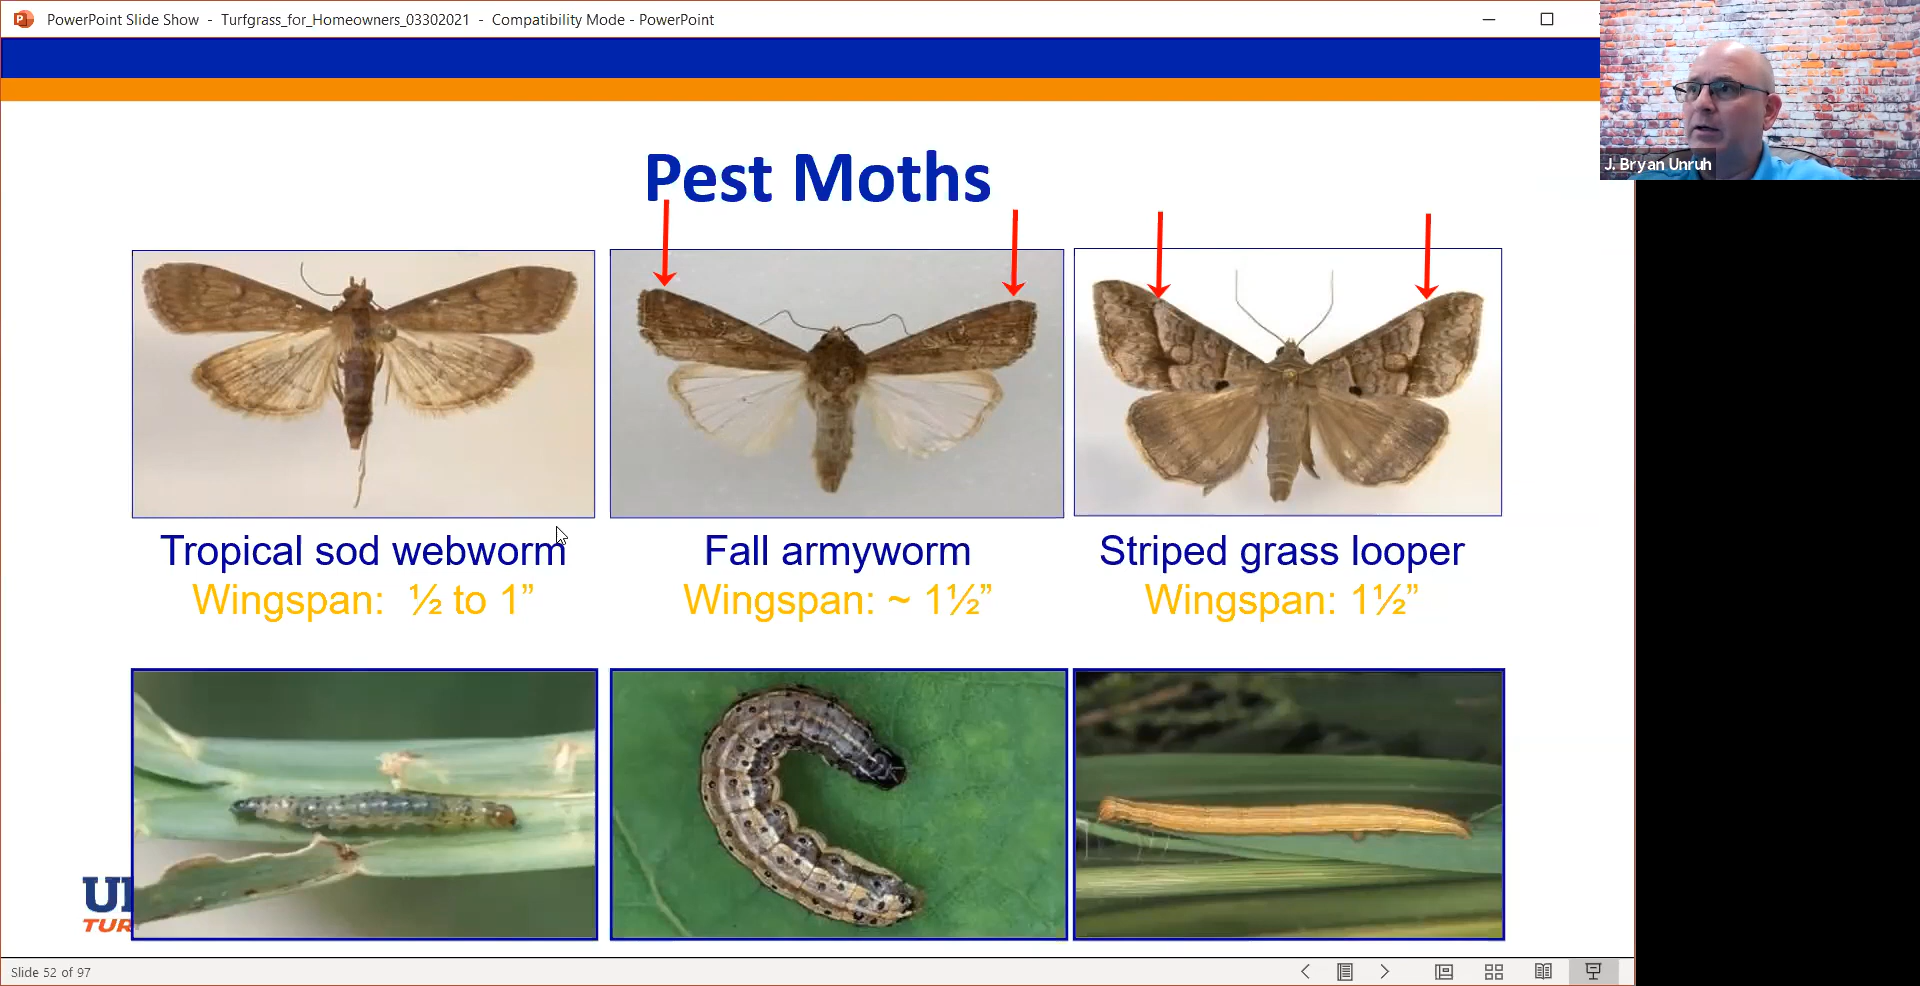 PowerPoint Slide Show - Turfgrass_for_Homeowners_03302021 - Compatibility Mode - PowerPoint
J. Bryan Unruh
Pest Moths
Tropical sod webworm
Wingspan: ½ to 1”
Fall armyworm
Wingspan: ~ 1½”
Striped grass looper
Wingspan: 1½”
TUR
Slide 52 of 97